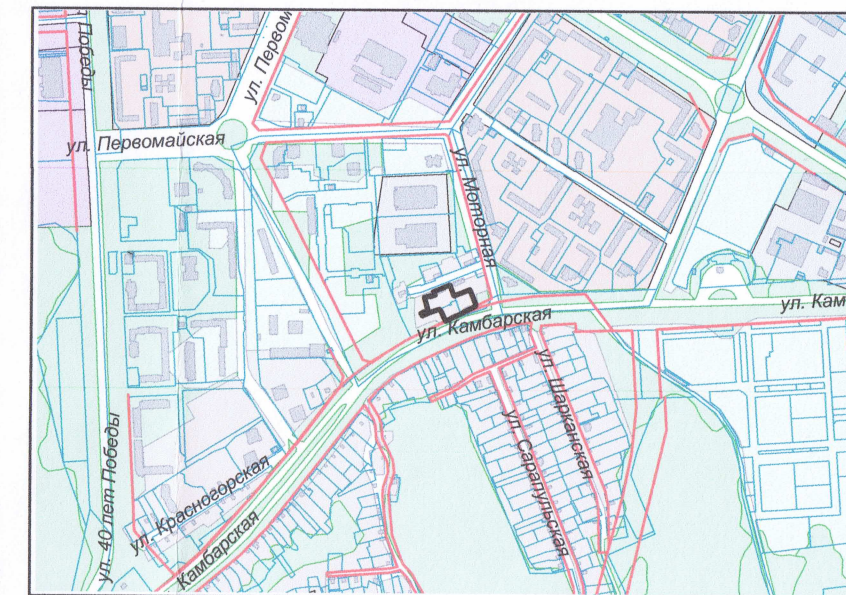 Победы
ул. Первом
ул. Первомайская
ул. Моторная
ул. Кам
ул. Камбарская
ул. Шарканская
ул. Сарапульская
ул. Красногорская
ул. 40 лет Победы
Камбарская